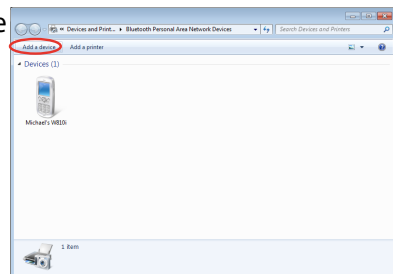 e
Devices and Print... Bluetooth Personal Area Network Devices Search Devices and Printers
Add a device Add a printer
Devices (1)
Michael's W810i
1 item